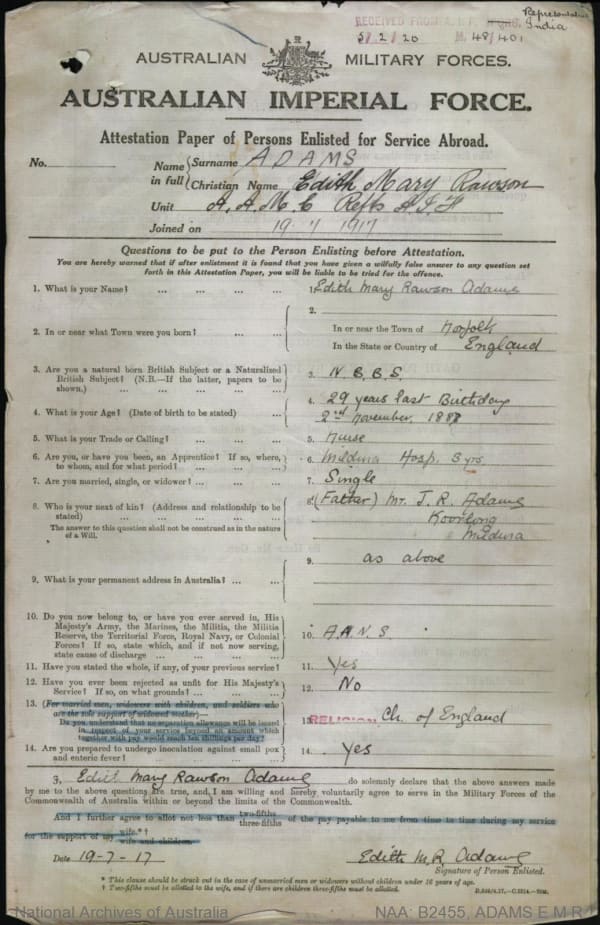 Representative
India
RECEIVED FROM A.I.F.
5/2/20 M. 48/401
AUSTRALIAN MILITARY FORCES.
AUSTRALIAN IMPERIAL FORCE.
Attestation Paper of Persons Enlisted for Service Abroad.
No.
Name in full { Surname ADAMS
Christian Name Edith Mary Rawson
Unit A.A.M.C Refts A.I.F
Joined on 19 7 1917
Questions to be put to the Person Enlisting before Attestation.
You are hereby warned that if after enlistment it is found that you have given a wilfully false answer to any question set
forth in this Attestation Paper, you will be liable to be tried for the offence.
1. What is your Name? ... ... ... ... 1. Edith Mary Rawson Adams
2. In or near what Town were you born? ... ... 2. In or near the Town of Norfolk
In the State or Country of England
3. Are you a natural born British Subject or a Naturalized
British Subject? (N.B.—If the latter, papers to be
shown.) ... ... ... ... 3. N.B.B.S.
4. What is your Age? (Date of birth to be stated) ... 4. 29 years last Birthday
2nd November, 1887
5. What is your Trade or Calling? ... ... ... 5. Nurse
6. Are you, or have you been, an Apprentice? If so, where,
to whom, and for what period? ... ... ... 6. Mildura Hosp. 3 yrs
7. Are you married, single, or widower? ... ... ... 7. Single
8. Who is your next of kin? (Address and relationship to be
stated) ... ... ... ... 8. (Father) Mr. J. R. Adams
Koorlong
Mildura
The answer to this question shall not be construed as in the nature
of a Will.
9. What is your permanent address in Australia? ... ... 9. as above
10. Do you now belong to, or have you ever served in, His
Majesty's Army, the Marines, the Militia, the Militia
Reserve, the Territorial Force, Royal Navy, or Colonial
Forces? If so, state which, and if not now serving,
state cause of discharge ... ... ... 10. A.A.N.S.
11. Have you stated the whole, if any, of your previous service? 11. Yes
12. Have you ever been rejected as unfit for His Majesty's
Service? If so, on what grounds? ... ... ... 12. No
13. (For married men, widowers with children, and soldiers who
are the sole support of widowed mother)—
Do you understand that no separation allowance will be issued
in respect of your service beyond an amount which
together with pay would reach ten shillings per day? 13. RELIGION Ch. of England
14. Are you prepared to undergo inoculation against small pox
and enteric fever? ... ... ... ... 14. Yes
I, Edith Mary Rawson Adams do solemnly declare that the above answers made
by me to the above questions are true, and, I am willing and hereby voluntarily agree to serve in the Military Forces of the
Commonwealth of Australia within or beyond the limits of the Commonwealth.
And I further agree to allot not less than two-fifths three-fifths of the pay payable to me from time to time during my service
for the support of my wife.*†
wife and children.
Date 19-7-17 Edith M.R. Adams
Signature of Person Enlisted.
* This clause should be struck out in the case of unmarried men or widowers without children under 16 years of age.
† Two-fifths must be allotted to the wife, and if there are children three-fifths must be allotted.
National Archives of Australia NAA: B2455, ADAMS E M R